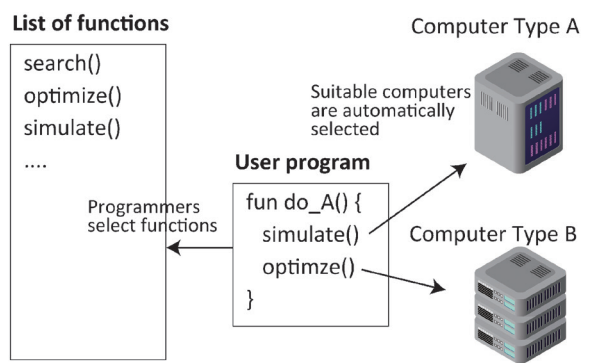 List of functions
search()
optimize()
simulate()
....
Programmers
select functions
User program
fun do_A() {
simulate()
optimze()
}
Suitable computers
are automatically
selected
Computer Type A
Computer Type B